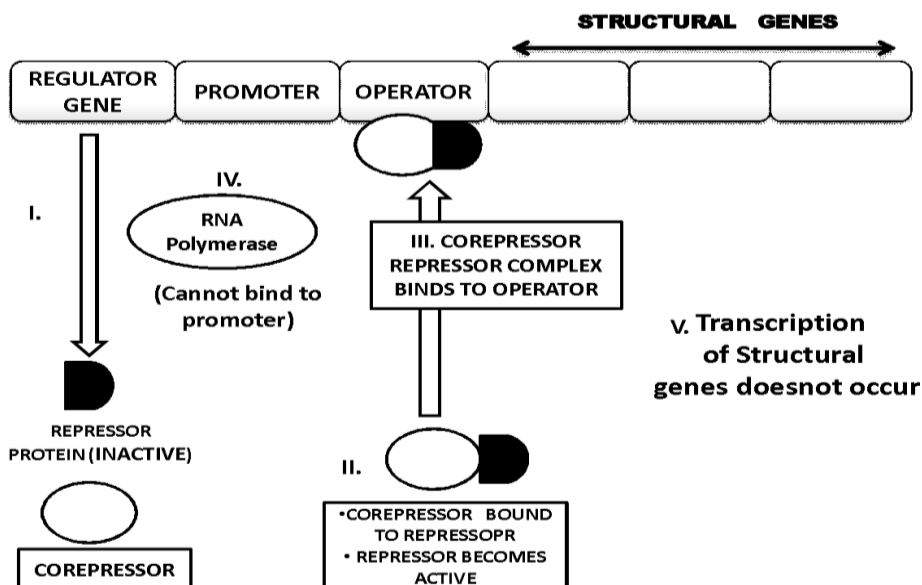 STRUCTURAL GENES
REGULATOR
GENE
PROMOTER
OPERATOR
I.
IV.
RNA
Polymerase
(Cannot bind to
promoter)
III. COREPRESSOR
REPRESSOR COMPLEX
BINDS TO OPERATOR
V. Transcription
of Structural
genes doesnot occur
REPRESSOR
PROTEIN (INACTIVE)
COREPRESSOR
II.
•COREPRESSOR BOUND
TO REPRESSOPR
• REPRESSOR BECOMES
ACTIVE